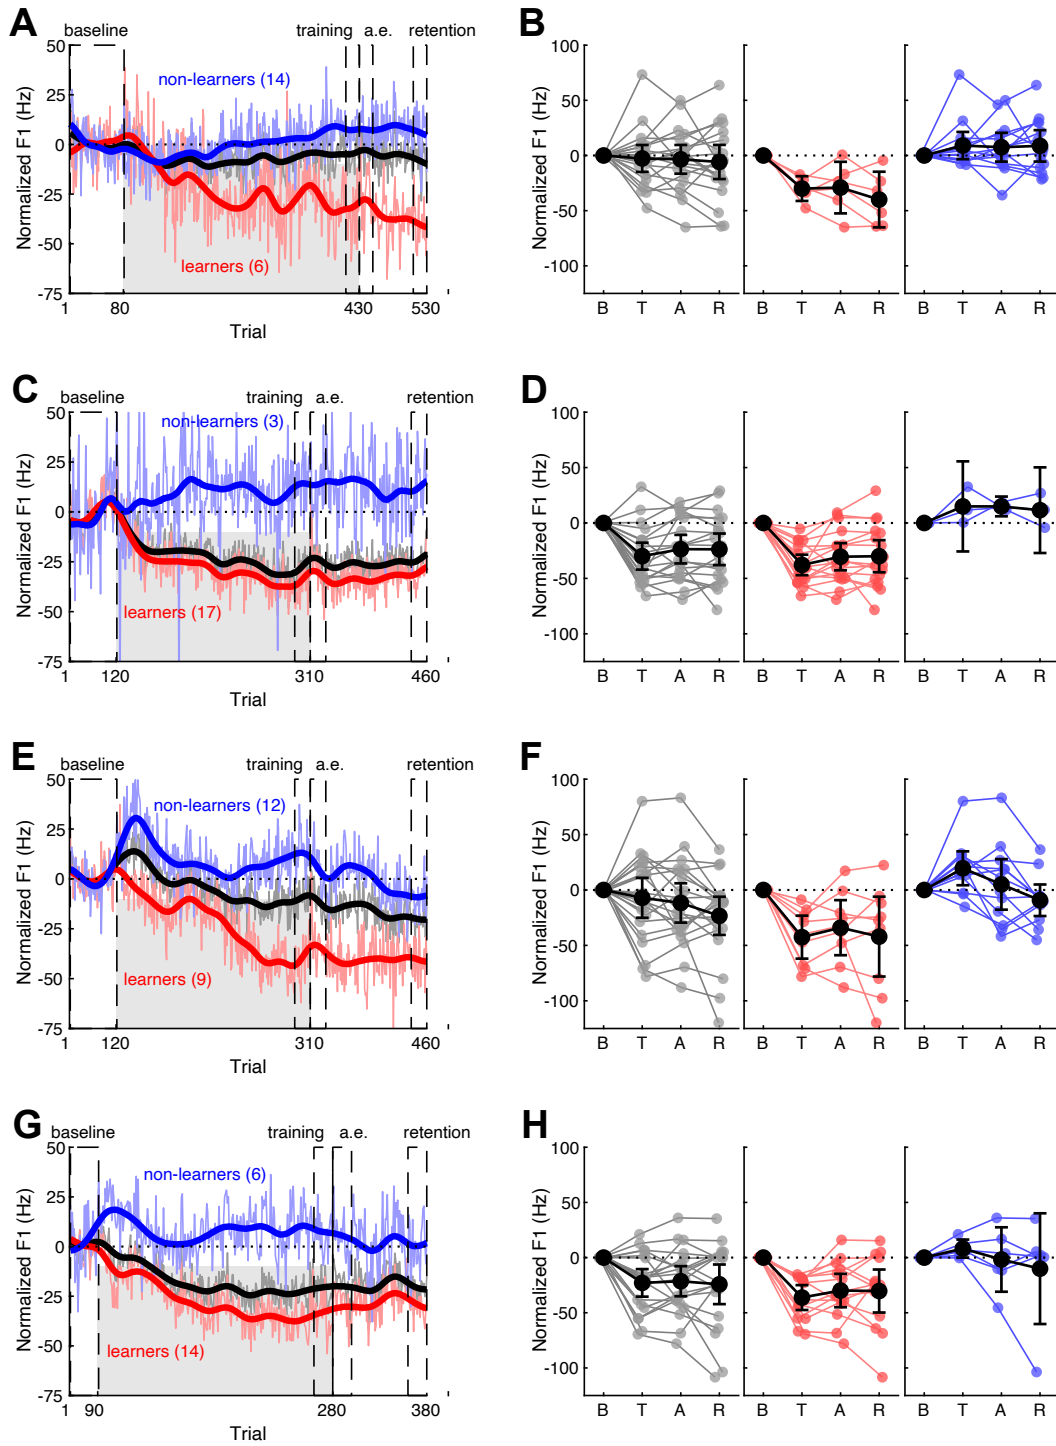 A
baseline
training
a.e.
retention
50
25
0
-25
-50
-75
Normalized F1 (Hz)
non-learners (14)
learners (6)
1
80
430
530
Trial
B
100
50
0
-50
-100
Normalized F1 (Hz)
B T A R
B T A R
B T A R
C
baseline
training
a.e.
retention
50
25
0
-25
-50
-75
Normalized F1 (Hz)
non-learners (3)
learners (17)
1
120
310
460
Trial
D
100
50
0
-50
-100
Normalized F1 (Hz)
B T A R
B T A R
B T A R
E
baseline
training
a.e.
retention
50
25
0
-25
-50
-75
Normalized F1 (Hz)
non-learners (12)
learners (9)
1
120
310
460
Trial
F
100
50
0
-50
-100
Normalized F1 (Hz)
B T A R
B T A R
B T A R
G
baseline
training
a.e.
retention
50
25
0
-25
-50
-75
Normalized F1 (Hz)
non-learners (6)
learners (14)
1
90
280
380
Trial
H
100
50
0
-50
-100
Normalized F1 (Hz)
B T A R
B T A R
B T A R